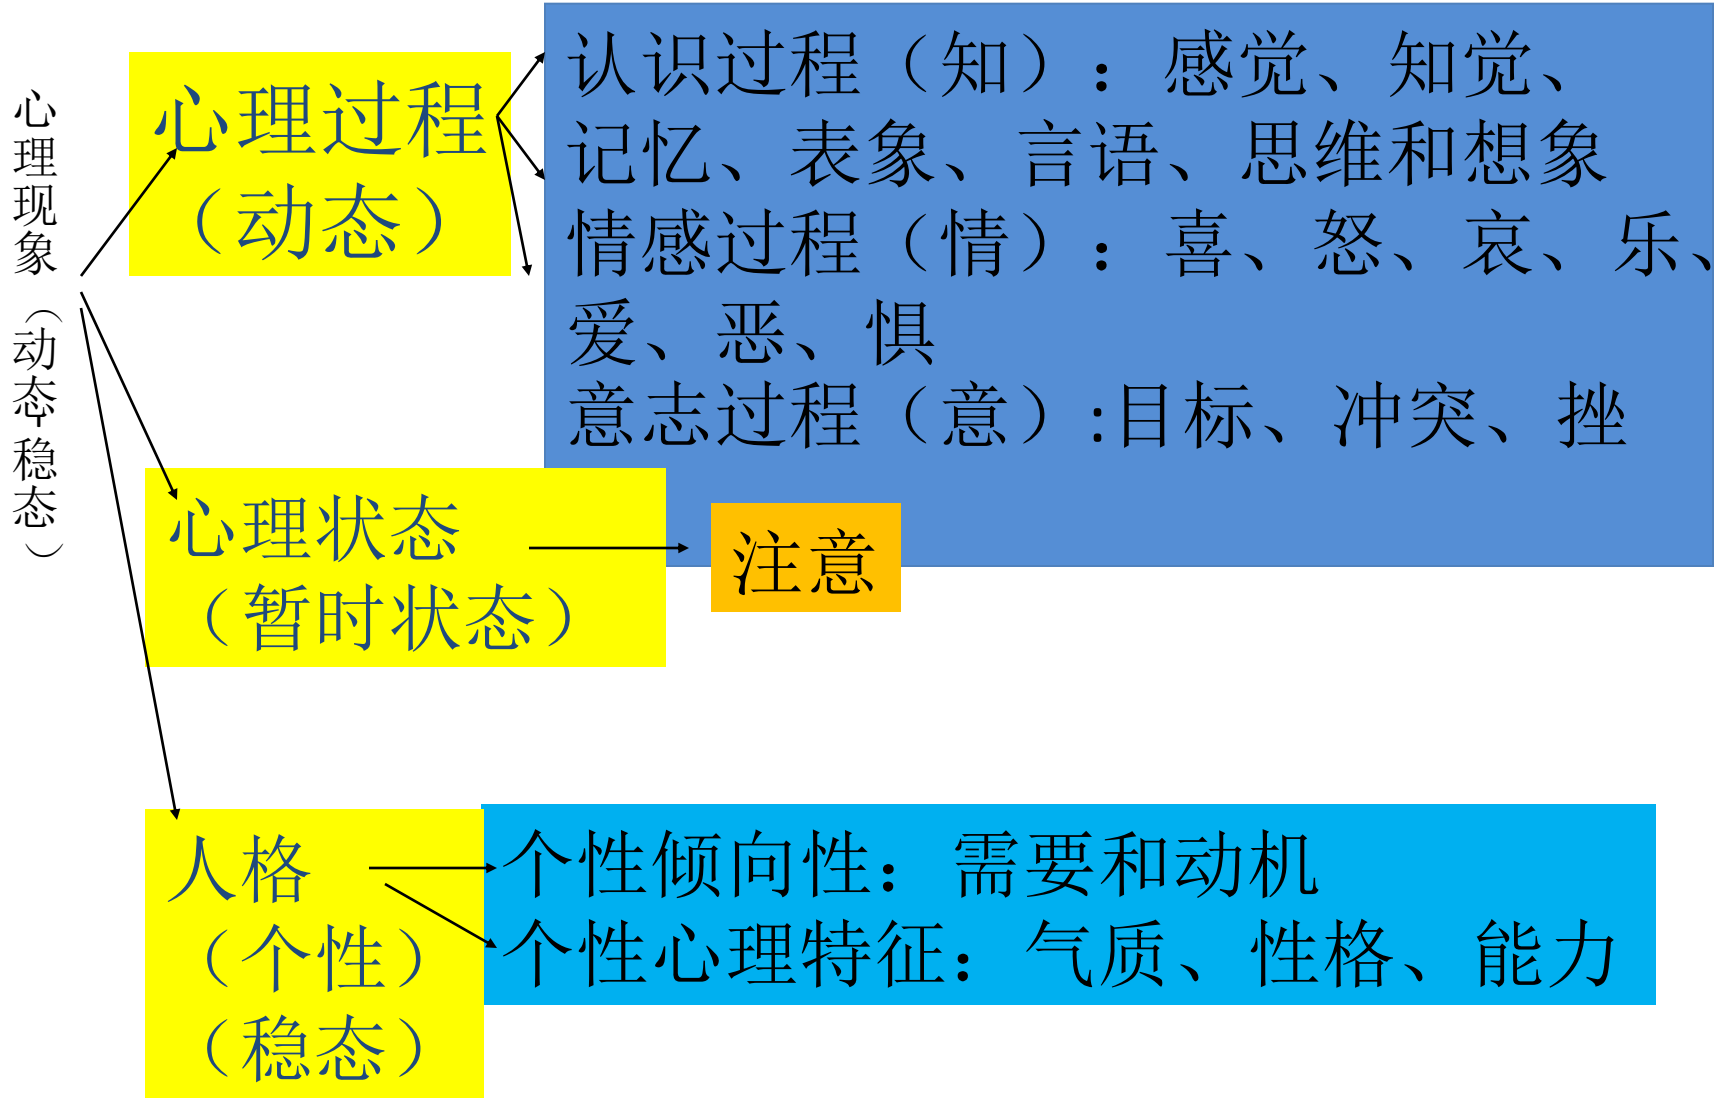 心理现象（动态+稳态）
心理过程
（动态）
认识过程（知）：感觉、知觉、
记忆、表象、言语、思维和想象
情感过程（情）：喜、怒、哀、乐、
爱、恶、惧
意志过程（意）:目标、冲突、挫
心理状态
（暂时状态）
注意
人格
（个性）
（稳态）
个性倾向性：需要和动机
个性心理特征：气质、性格、能力